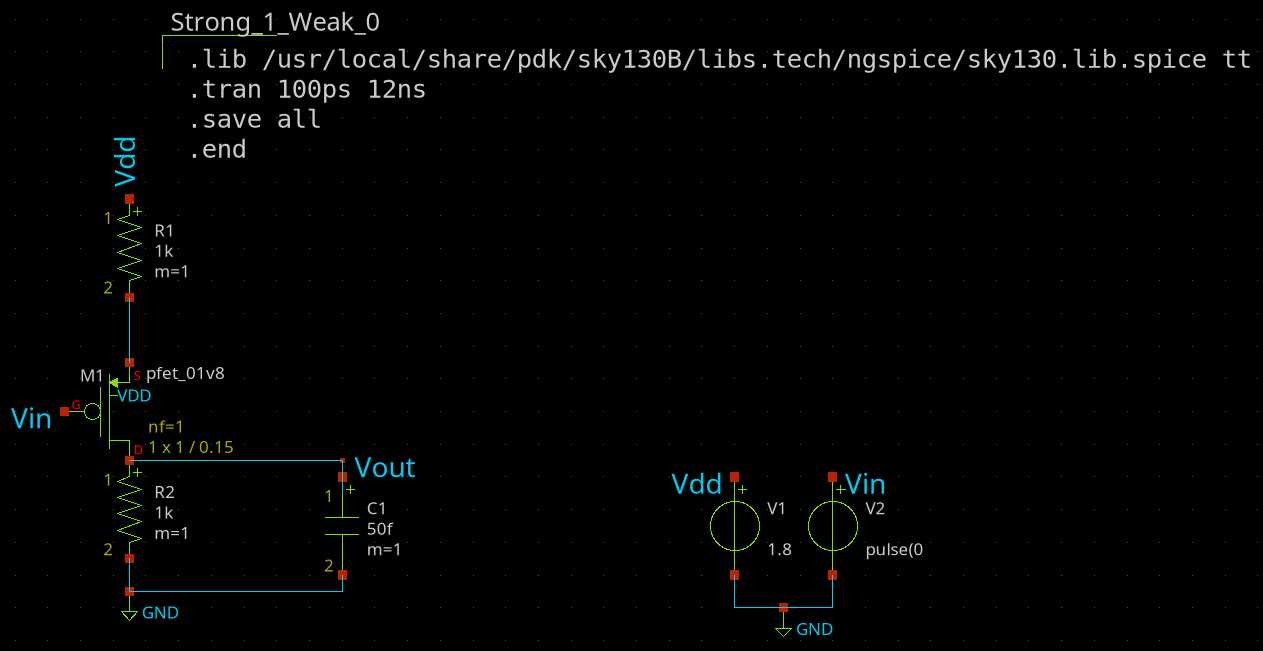 Strong_1_Weak_0
.lib /usr/local/share/pdk/sky130B/libs.tech/ngspice/sky130.lib.spice tt
.tran 100ps 12ns
.save all
.end
Vdd
1
+
R1
1k
m=1
2
M1
S
pfet_01v8
VDD
G
Vin
nf=1
D
1 x 1 / 0.15
Vout
1
+
R2
1k
m=1
2
GND
1
+
C1
50f
m=1
2
Vdd
+
V1
1.8
Vin
+
V2
pulse(0
GND